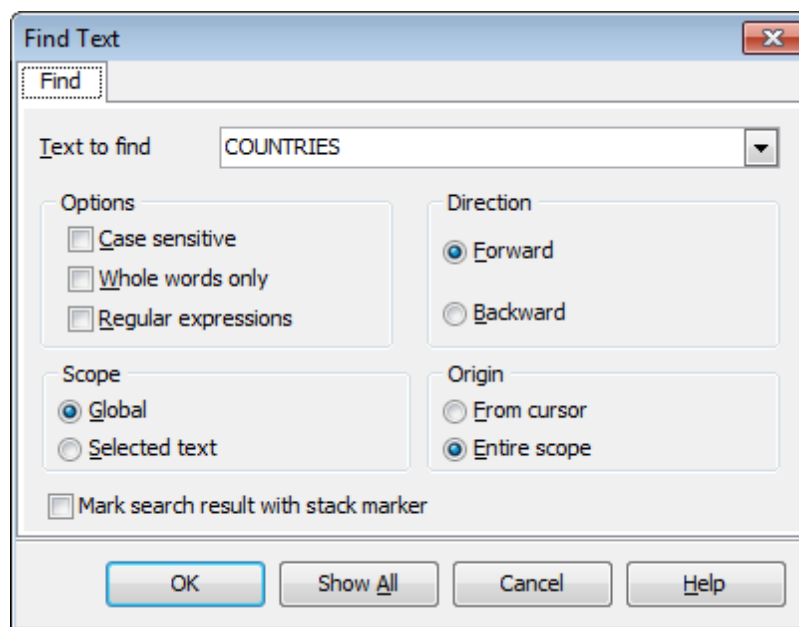 Find Text
Find
Text to find COUNTRIES
Options
Case sensitive
Whole words only
Regular expressions
Direction
Forward
Backward
Scope
Global
Selected text
Origin
From cursor
Entire scope
Mark search result with stack marker
OK Show All Cancel Help